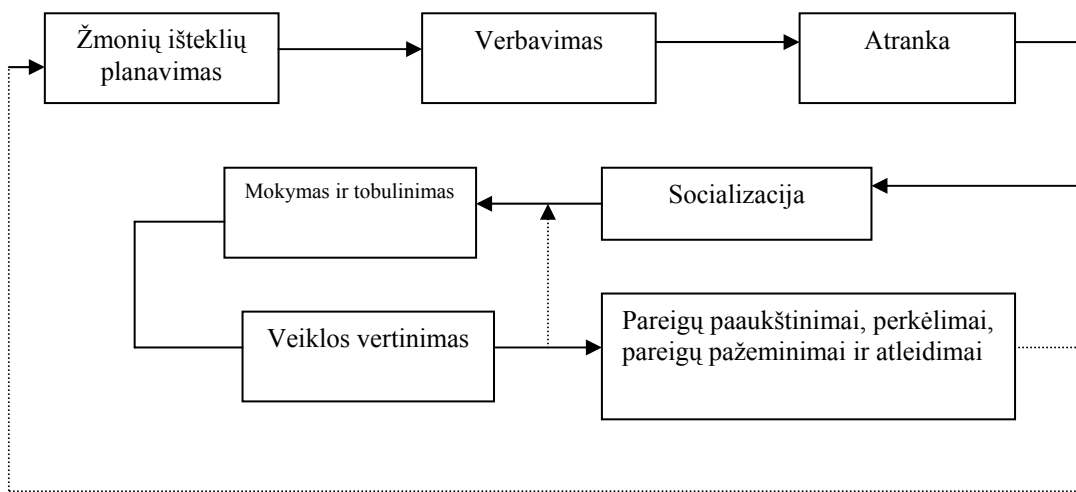 Žmonių išteklių
planavimas
Verbavimas
Atranka
Socializacija
Mokymas ir tobulinimas
Veiklos vertinimas
Pareigų paaukštinimai, perkėlimai,
pareigų pažeminimai ir atleidimai